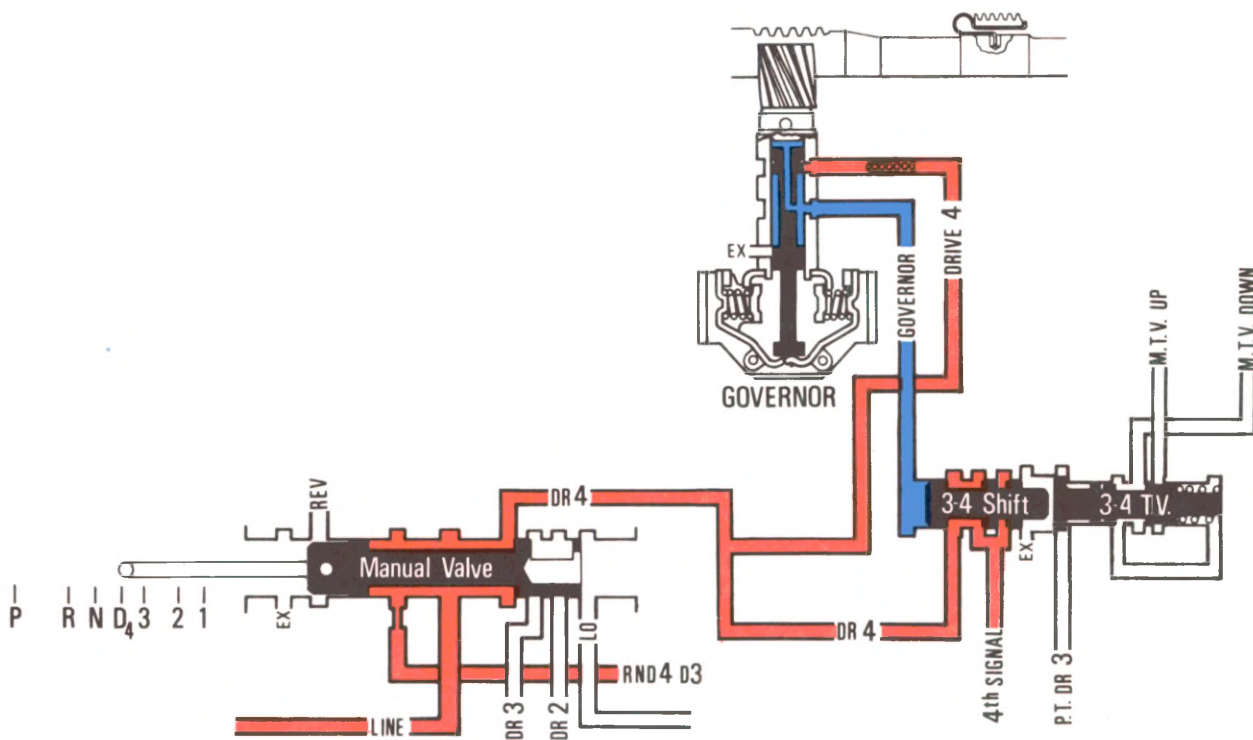 EX
GOVERNOR
DRIVE 4
GOVERNOR
M.T.V. UP
M.T.V. DOWN
REV
DR 4
3-4 Shift
3-4 T.V.
Manual Valve
EX
P R N D4 3 2 1
EX
LO
DR 4
RND4 D3
DR 3
DR 2
4th SIGNAL
P.T. DR 3
LINE